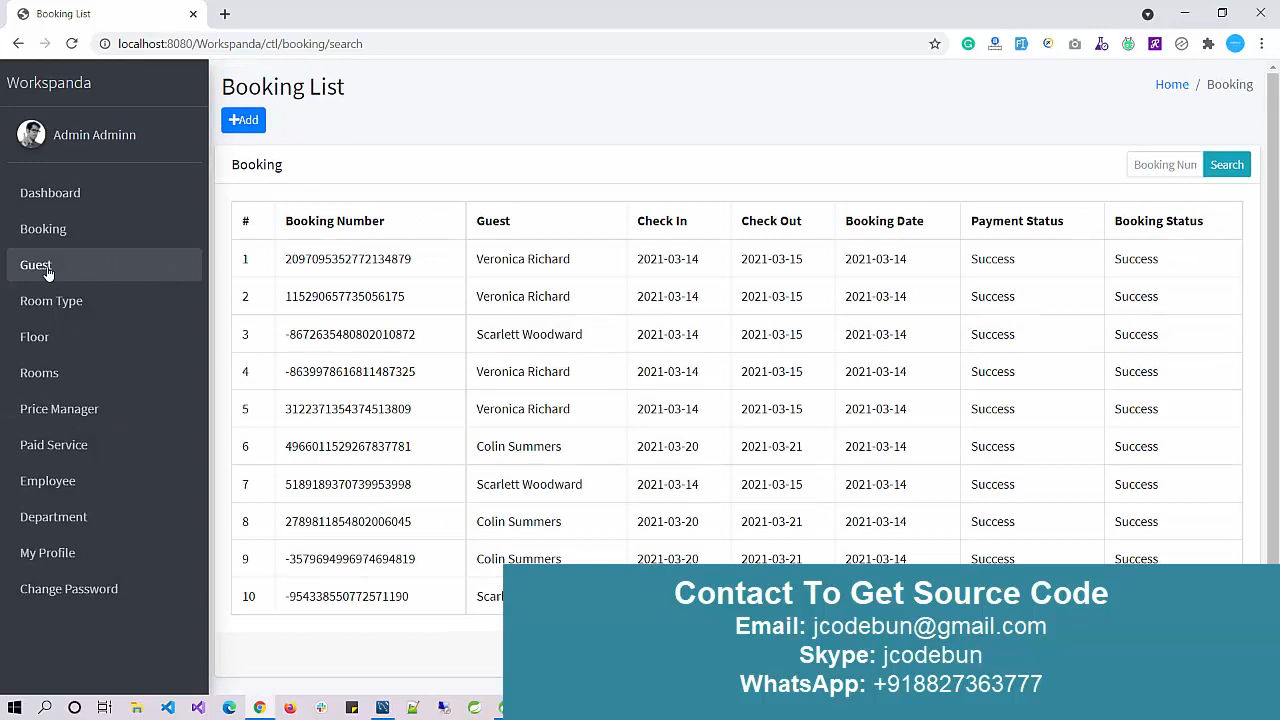 Booking List
localhost:8080/Workspanda/ctl/booking/search
Workspanda
Admin Adminn
Dashboard
Booking
Guest
Room Type
Floor
Rooms
Price Manager
Paid Service
Employee
Department
My Profile
Change Password
Booking List
Home / Booking
+Add
Booking
Booking Num
Search
# Booking Number Guest Check In Check Out Booking Date Payment Status Booking Status
1 2097095352772134879 Veronica Richard 2021-03-14 2021-03-15 2021-03-14 Success Success
2 115290657735056175 Veronica Richard 2021-03-14 2021-03-15 2021-03-14 Success Success
3 -8672635480802010872 Scarlett Woodward 2021-03-14 2021-03-15 2021-03-14 Success Success
4 -8639978616811487325 Veronica Richard 2021-03-14 2021-03-15 2021-03-14 Success Success
5 3122371354374513809 Veronica Richard 2021-03-14 2021-03-15 2021-03-14 Success Success
6 4966011529267837781 Colin Summers 2021-03-20 2021-03-21 2021-03-14 Success Success
7 5189189370739953998 Scarlett Woodward 2021-03-14 2021-03-15 2021-03-14 Success Success
8 2789811854802006045 Colin Summers 2021-03-20 2021-03-21 2021-03-14 Success Success
9 -3579694996974694819 Colin Summers 2021-03-20 2021-03-21 2021-03-14 Success Success
10 -954338550772571190 Scarl
Contact To Get Source Code
Email: jcodebun@gmail.com
Skype: jcodebun
WhatsApp: +918827363777